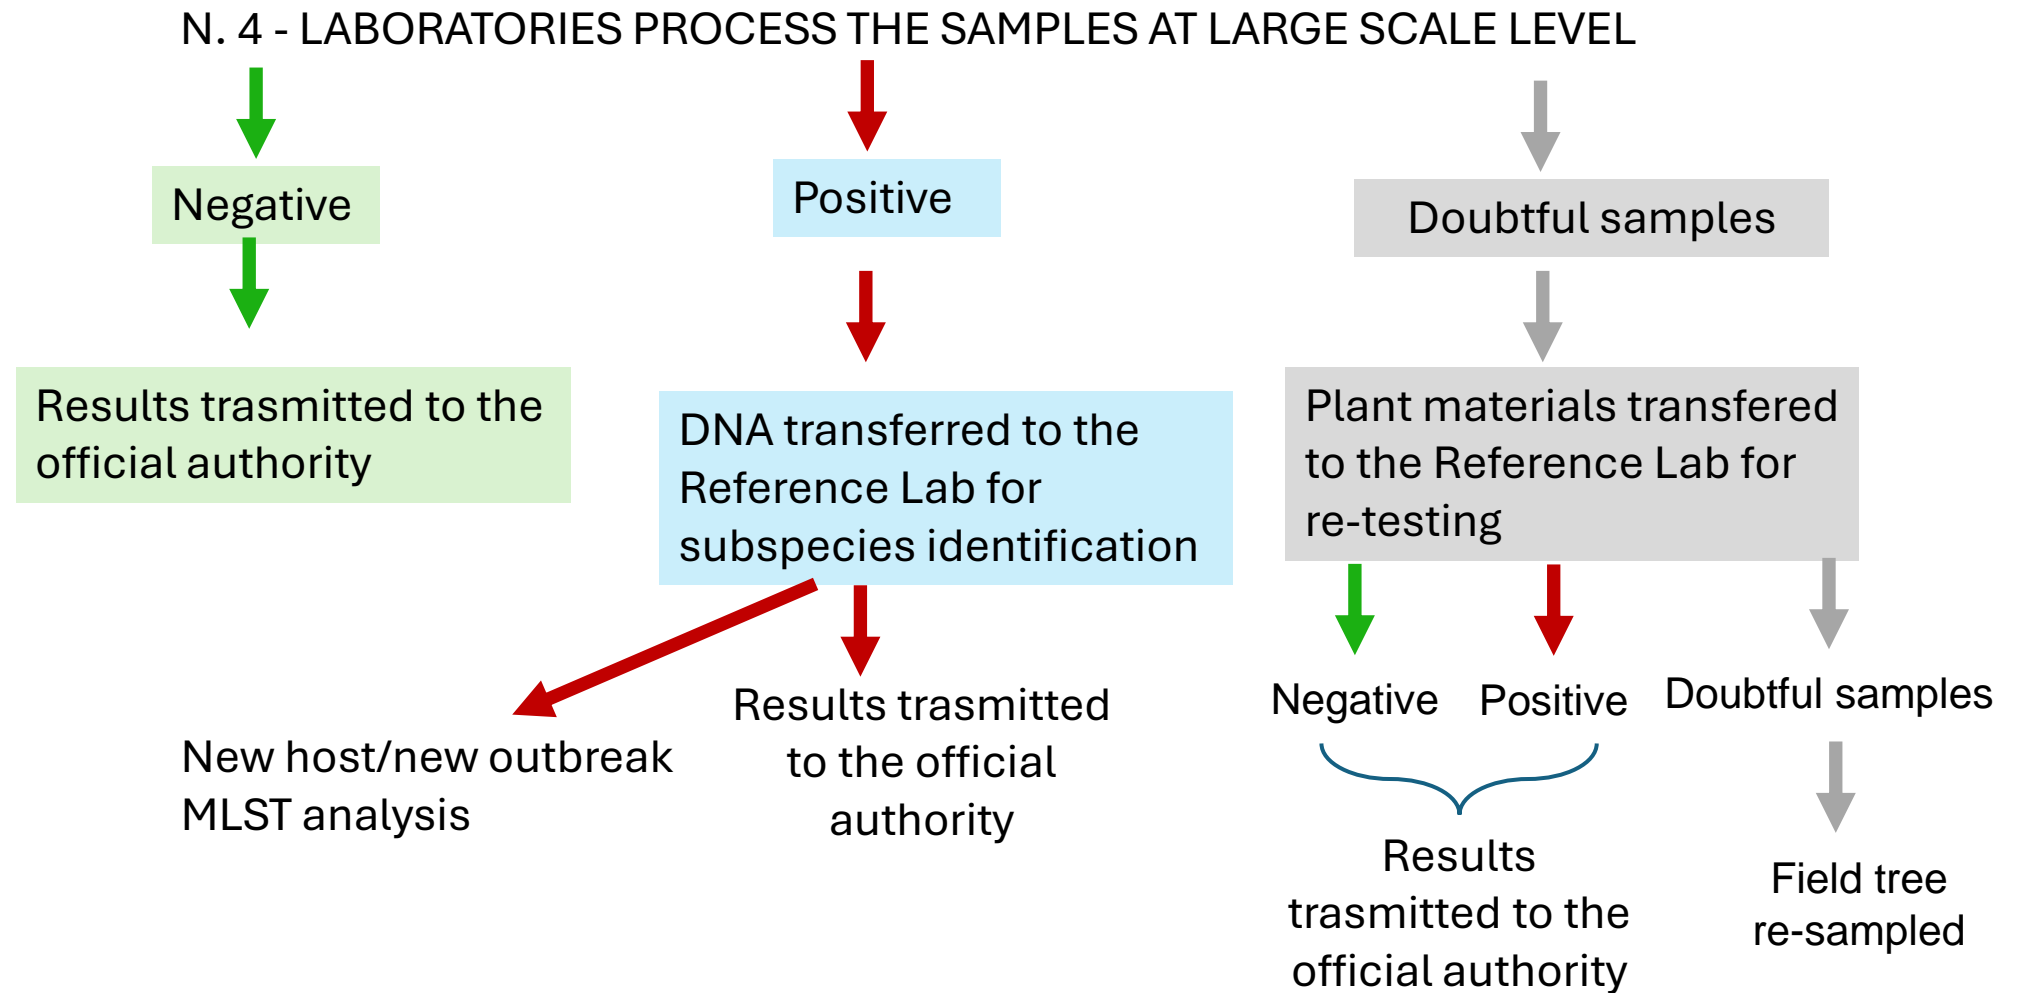 N. 4 - LABORATORIES PROCESS THE SAMPLES AT LARGE SCALE LEVEL
Negative
Positive
Doubtful samples
Results trasmitted to the
official authority
DNA transferred to the
Reference Lab for
subspecies identification
Plant materials transfered
to the Reference Lab for
re-testing
New host/new outbreak
MLST analysis
Results trasmitted
to the official
authority
Negative
Positive
Doubtful samples
Results
trasmitted to the
official authority
Field tree
re-sampled